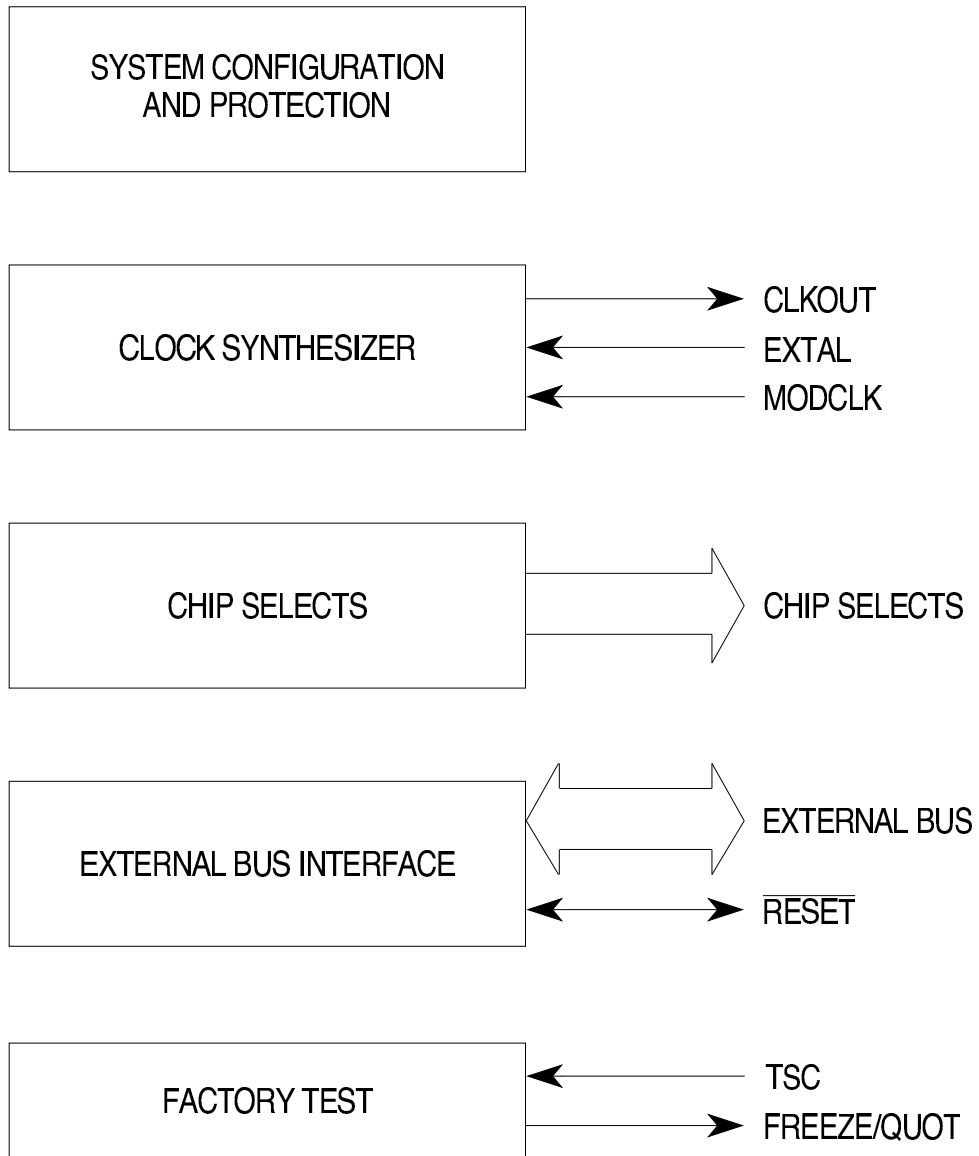 SYSTEM CONFIGURATION
AND PROTECTION
CLOCK SYNTHESIZER
CLKOUT
EXTAL
MODCLK
CHIP SELECTS
CHIP SELECTS
EXTERNAL BUS INTERFACE
EXTERNAL BUS
RESET
FACTORY TEST
TSC
FREEZE/QUOT